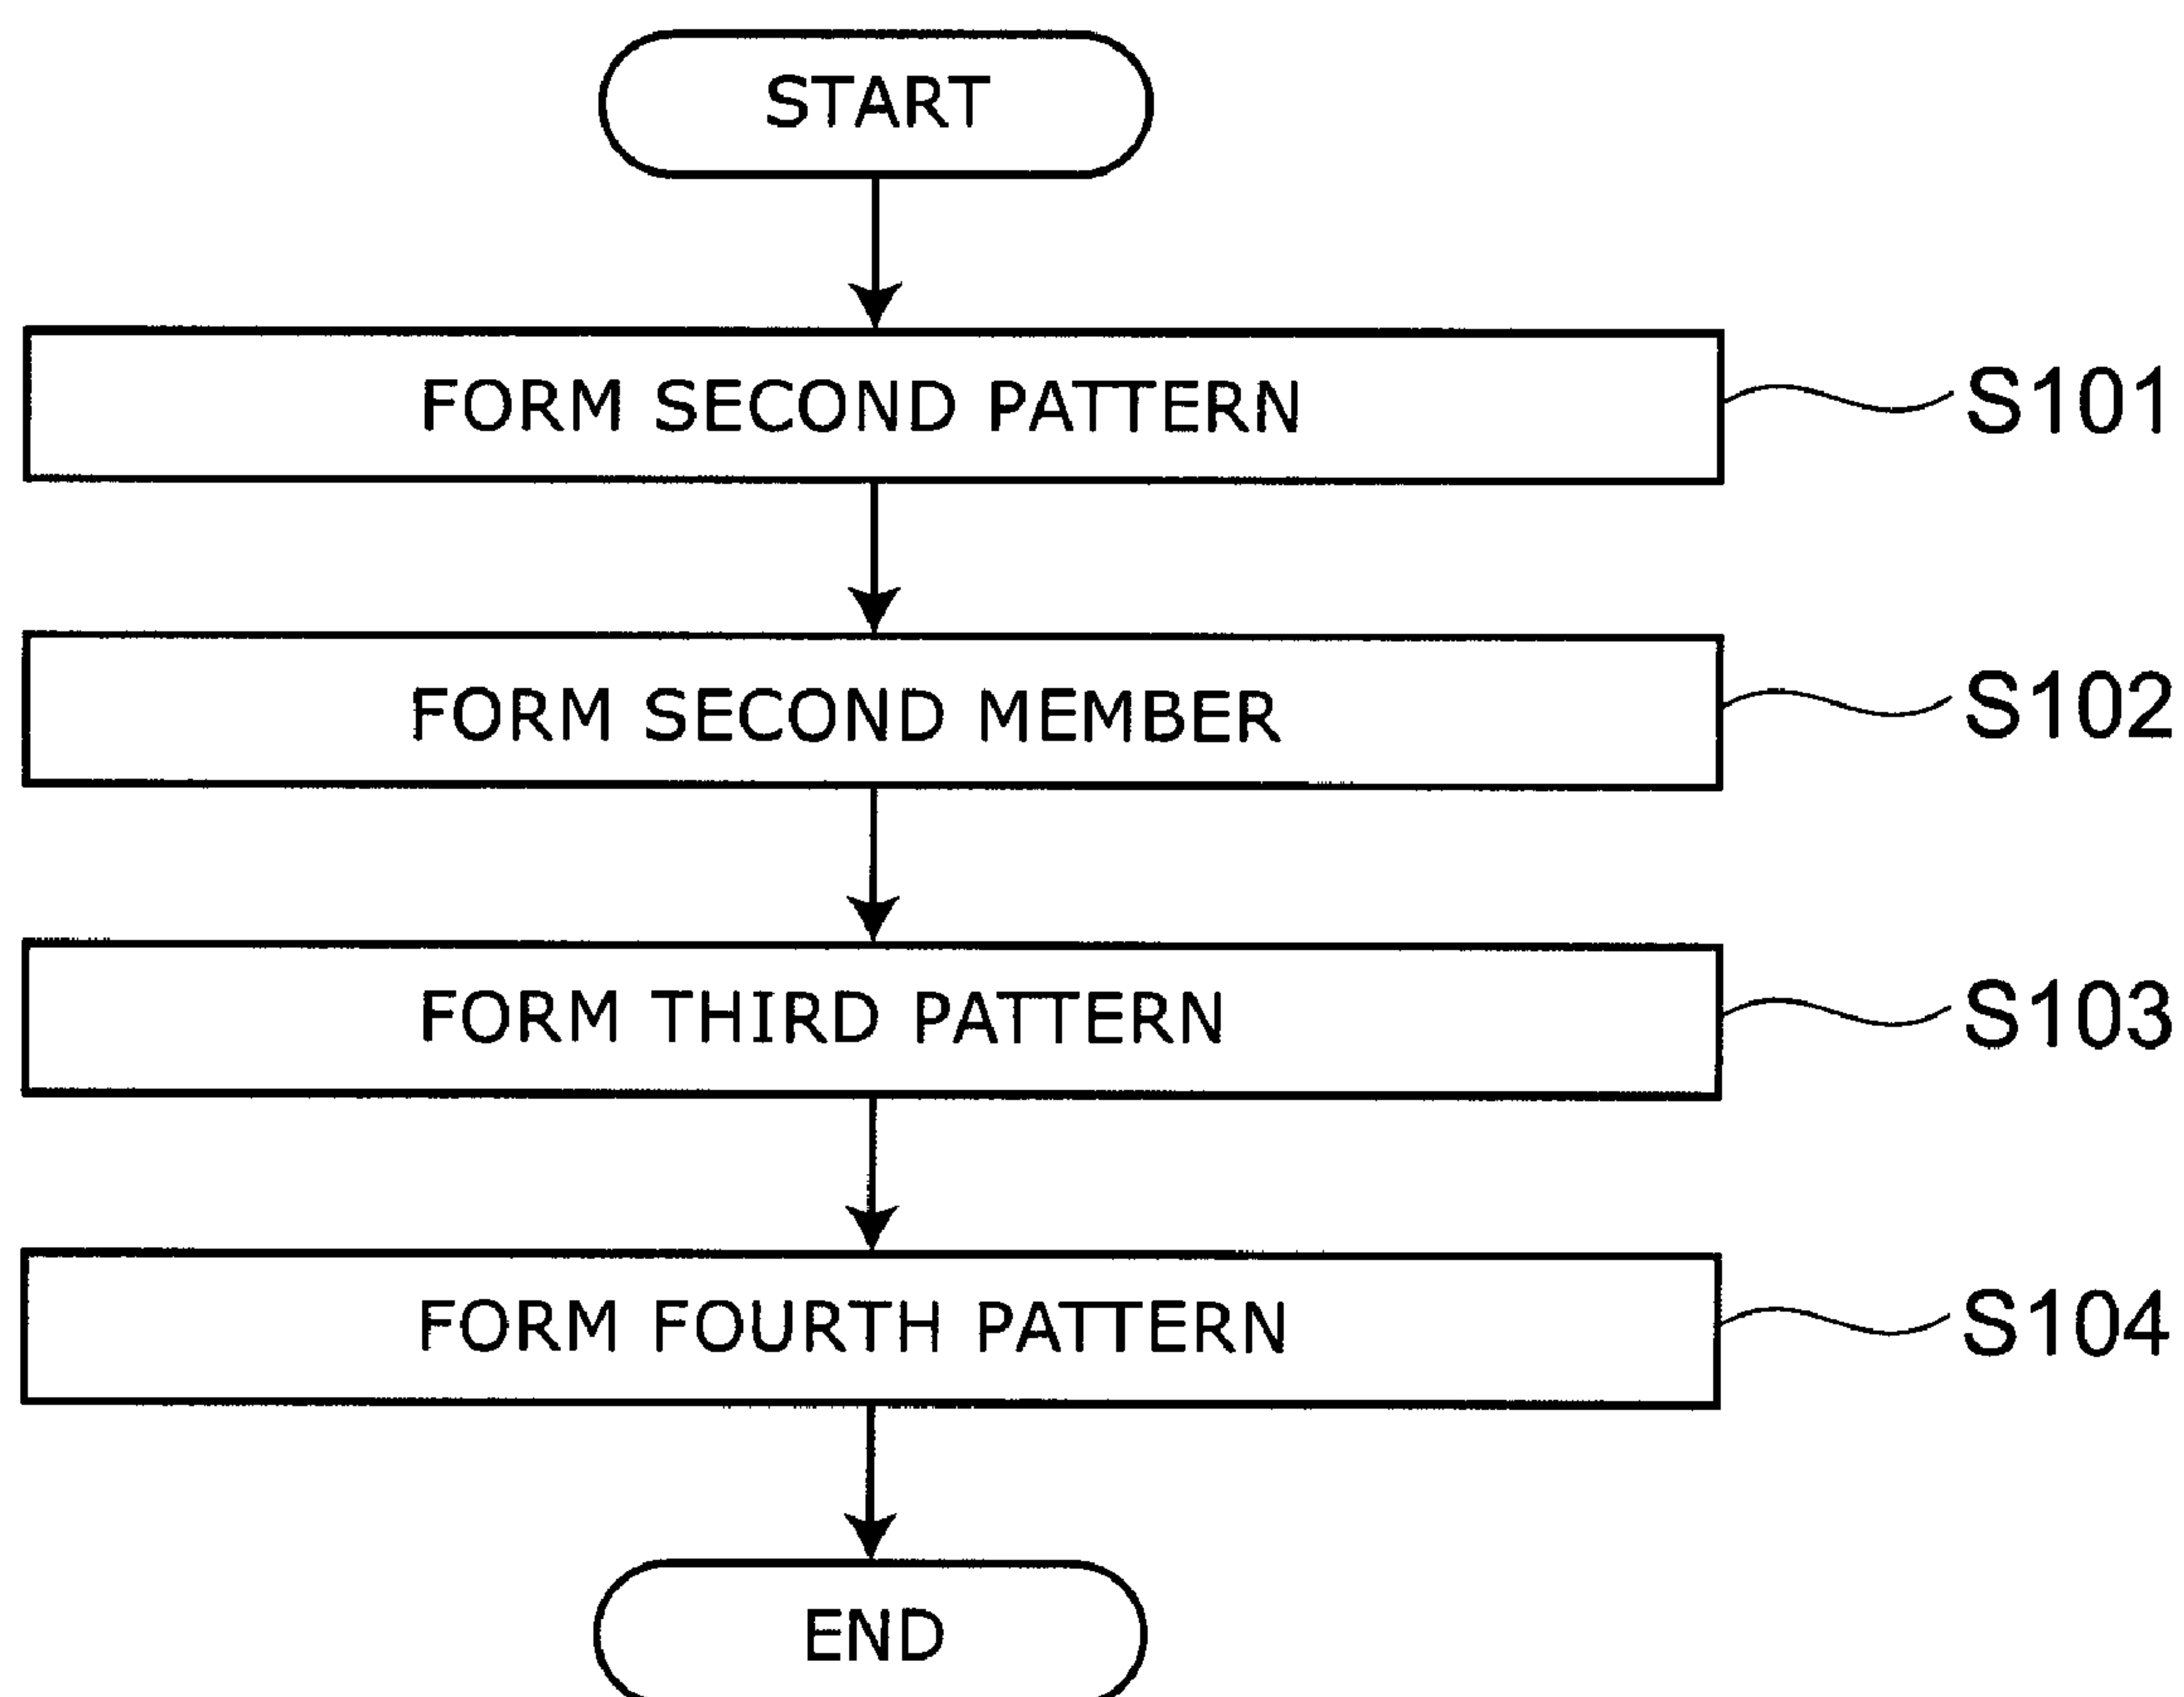 START
FORM SECOND PATTERN
S101
FORM SECOND MEMBER
S102
FORM THIRD PATTERN
S103
FORM FOURTH PATTERN
S104
END